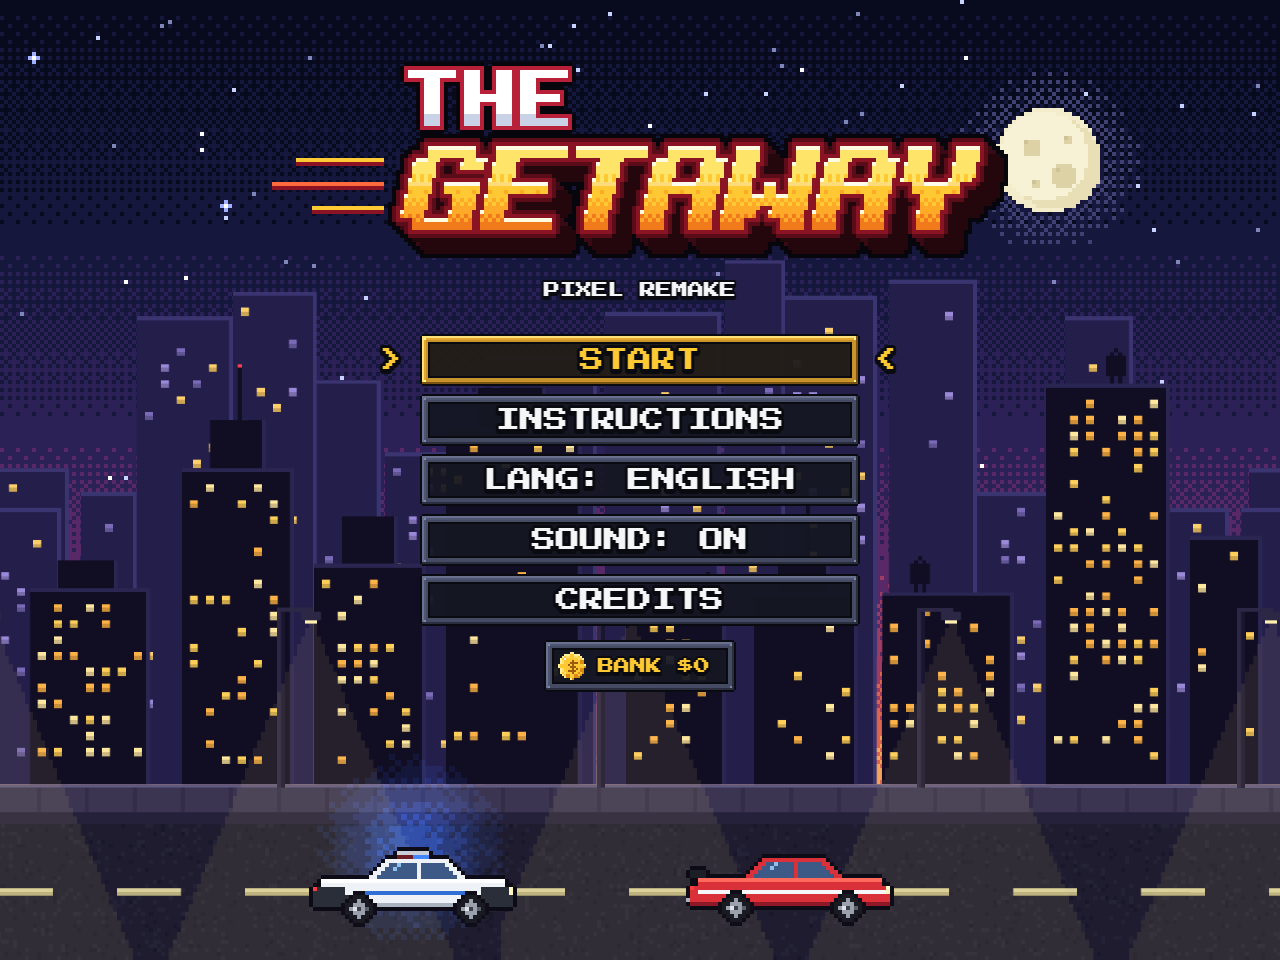 THE
GETAWAY
PIXEL REMAKE
> START <
INSTRUCTIONS
LANG: ENGLISH
SOUND: ON
CREDITS
$ BANK $0